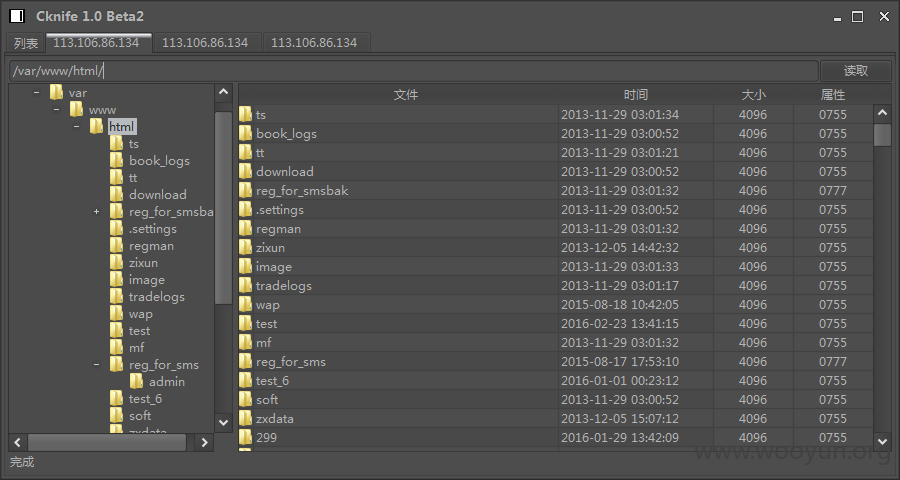 Cknife 1.0 Beta2
列表 113.106.86.134 113.106.86.134 113.106.86.134
/var/www/html/ 读取
var
www
html
ts
book_logs
tt
download
reg_for_smsba
.settings
regman
zixun
image
tradelogs
wap
test
mf
reg_for_sms
admin
test_6
soft
zxdata
文件 时间 大小 属性
ts 2013-11-29 03:01:34 4096 0755
book_logs 2013-11-29 03:00:52 4096 0755
tt 2013-11-29 03:01:21 4096 0755
download 2013-11-29 03:00:52 4096 0755
reg_for_smsbak 2013-11-29 03:01:32 4096 0777
.settings 2013-11-29 03:00:52 4096 0755
regman 2013-11-29 03:01:32 4096 0755
zixun 2013-12-05 14:42:32 4096 0755
image 2013-11-29 03:01:33 4096 0755
tradelogs 2013-11-29 03:01:17 4096 0755
wap 2015-08-18 10:42:05 4096 0755
test 2016-02-23 13:41:15 4096 0755
mf 2013-11-29 03:01:32 4096 0755
reg_for_sms 2015-08-17 17:53:10 4096 0777
test_6 2016-01-01 00:23:12 4096 0755
soft 2013-11-29 03:00:52 4096 0755
zxdata 2013-12-05 15:07:12 4096 0755
299 2016-01-29 13:42:09 4096 0755
www.wooyun.org
完成